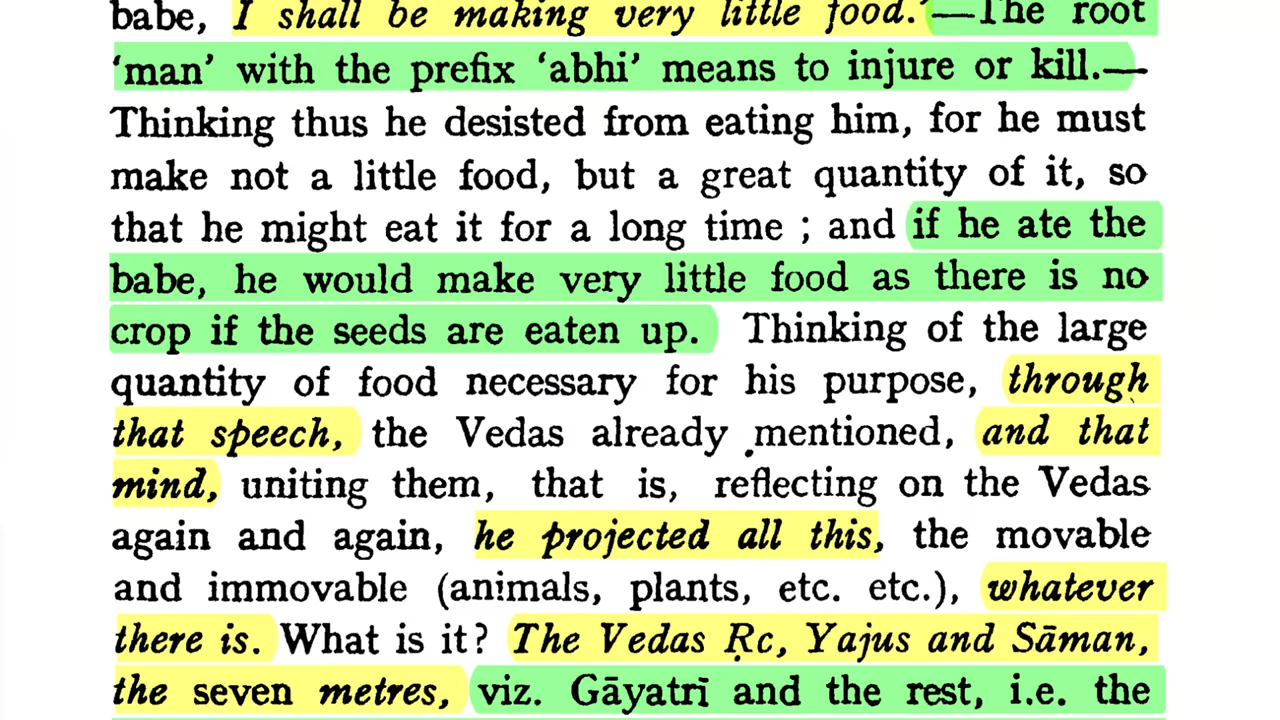 babe, I shall be making very little food.'—The root
‘man’ with the prefix ‘abhi’ means to injure or kill.—
Thinking thus he desisted from eating him, for he must
make not a little food, but a great quantity of it, so
that he might eat it for a long time ; and if he ate the
babe, he would make very little food as there is no
crop if the seeds are eaten up. Thinking of the large
quantity of food necessary for his purpose, through
that speech, the Vedas already mentioned, and that
mind, uniting them, that is, reflecting on the Vedas
again and again, he projected all this, the movable
and immovable (animals, plants, etc. etc.), whatever
there is. What is it? The Vedas Ṛc, Yajus and Sāman,
the seven metres, viz. Gāyatrī and the rest, i.e. the